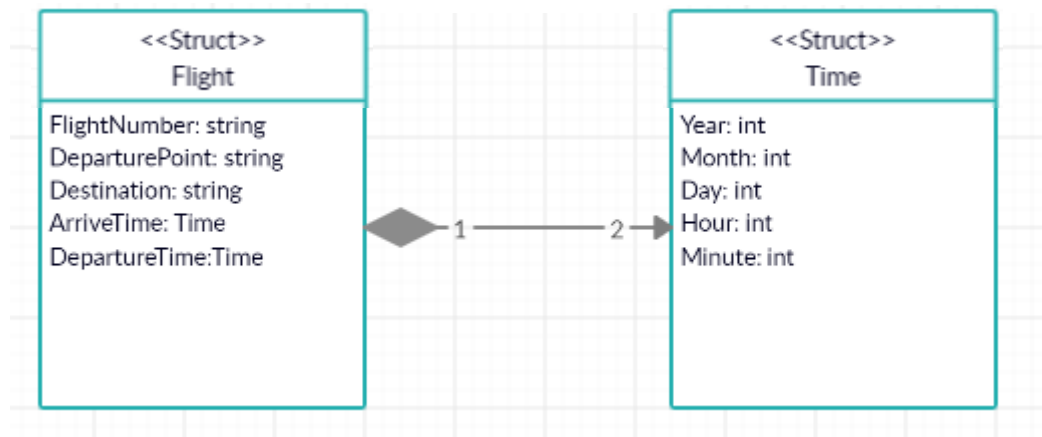 <<Struct>>
Flight
FlightNumber: string
DeparturePoint: string
Destination: string
ArriveTime: Time
DepartureTime:Time
1
2
<<Struct>>
Time
Year: int
Month: int
Day: int
Hour: int
Minute: int